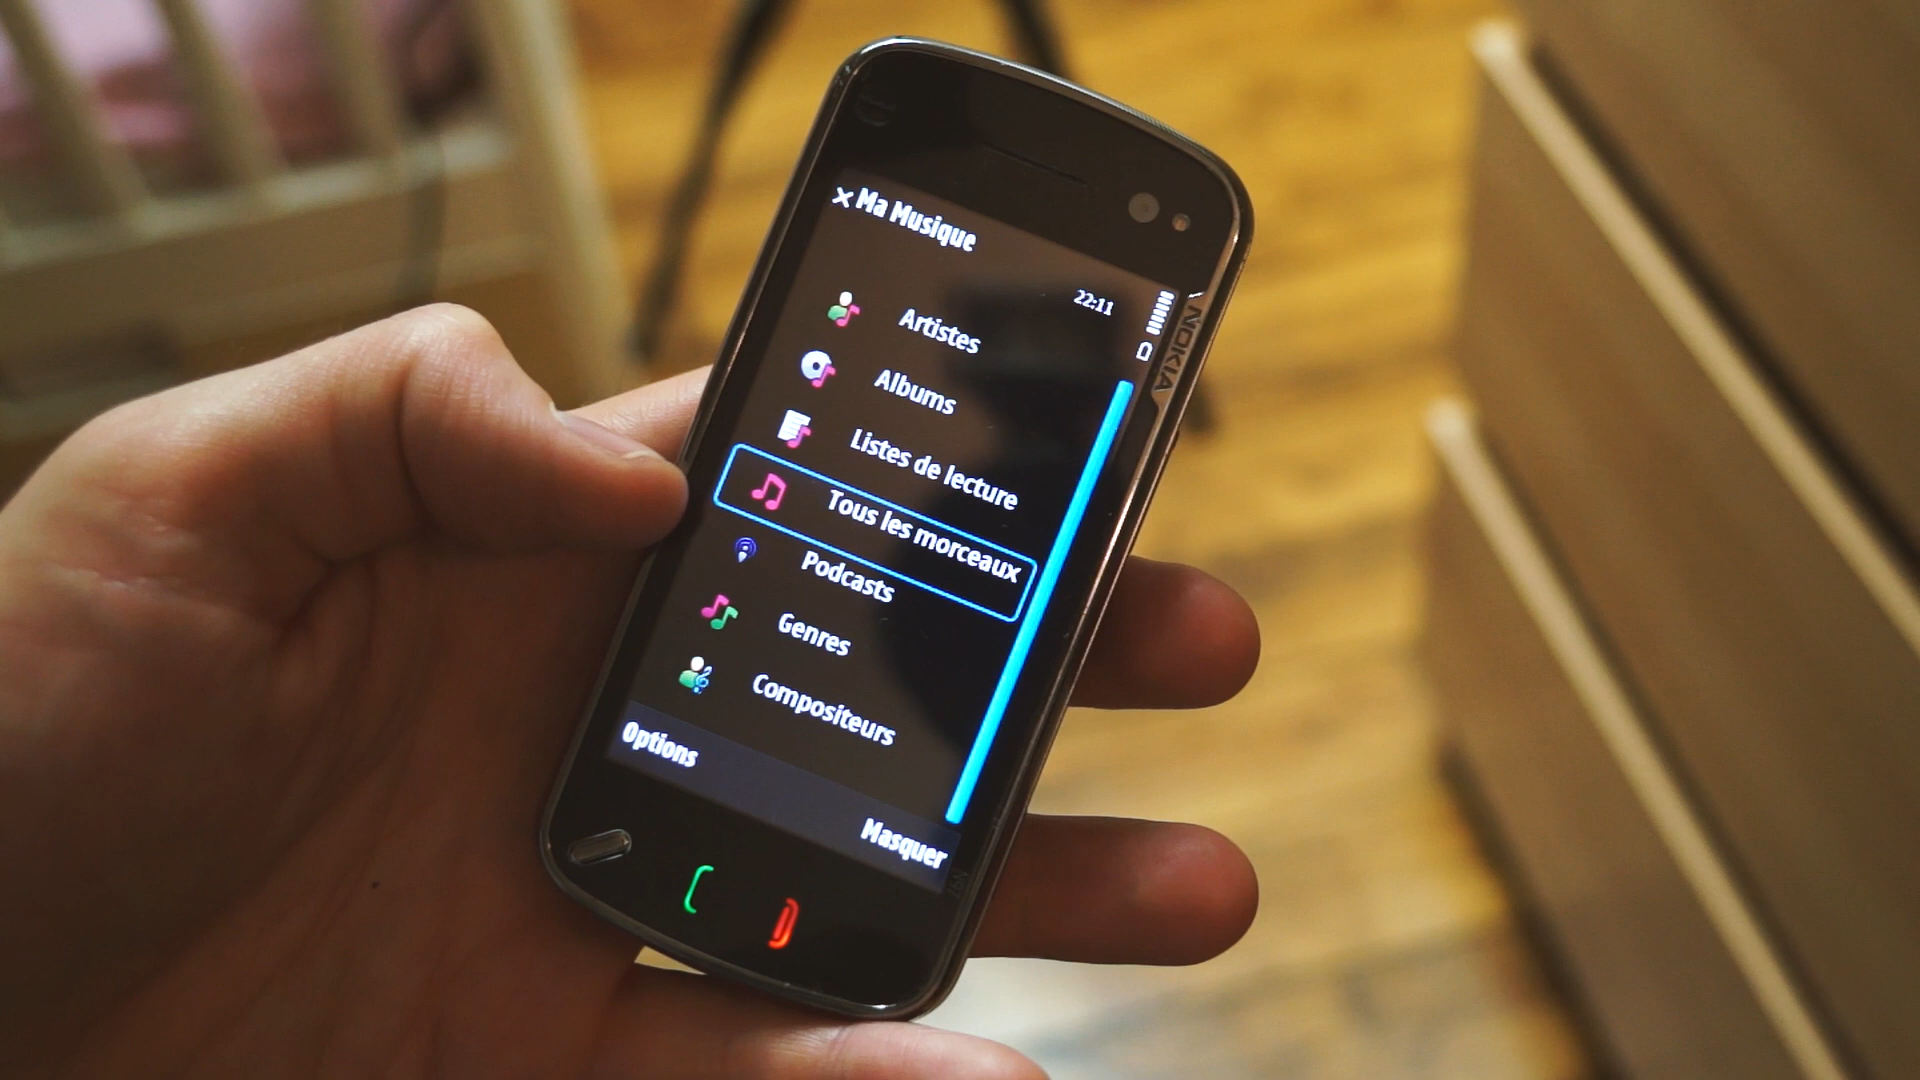 Ma Musique
22:11
Artistes
Albums
Listes de lecture
Tous les morceaux
Podcasts
Genres
Compositeurs
Options
Masquer
NOKIA